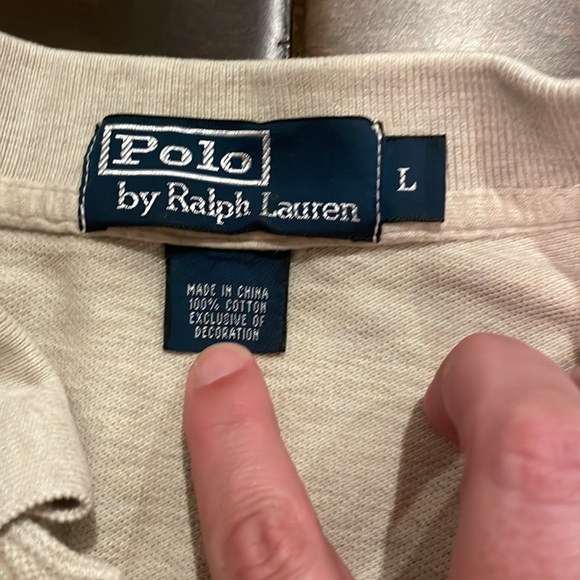 Polo
by Ralph Lauren
L
MADE IN CHINA
100% COTTON
EXCLUSIVE OF
DECORATION